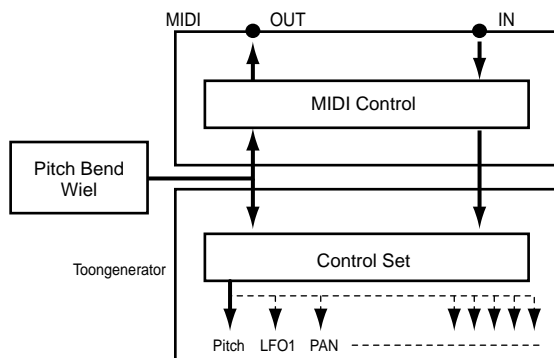 MIDI OUT IN
MIDI Control
Pitch Bend
Wiel
Control Set
Toongenerator
Pitch LFO1 PAN